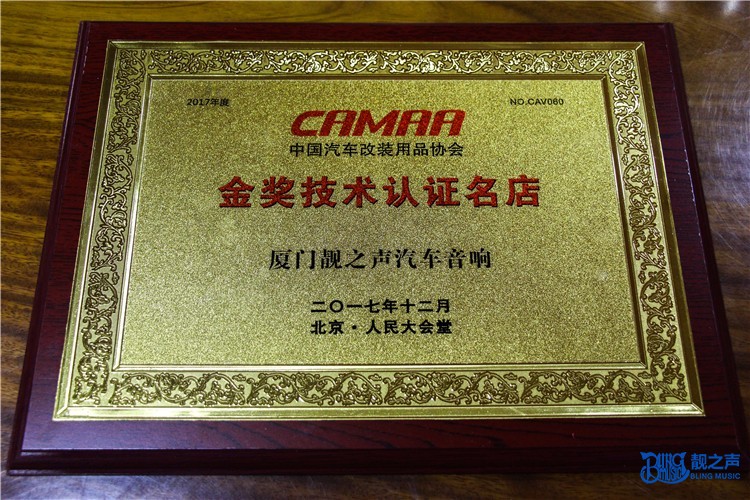 2017年度
NO.CAV060
CAMAA
中国汽车改装用品协会
金奖技术认证名店
厦门靓之声汽车音响
二〇一七年十二月
北京·人民大会堂
BLING MUSIC
靓之声
BLING MUSIC